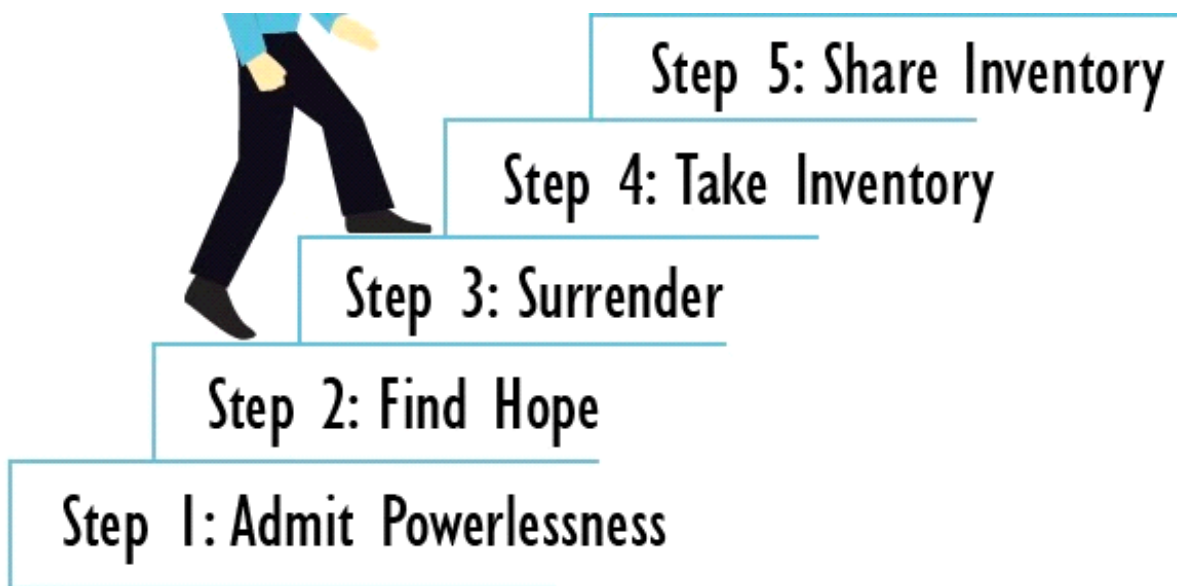 Step 5: Share Inventory
Step 4: Take Inventory
Step 3: Surrender
Step 2: Find Hope
Step 1: Admit Powerlessness